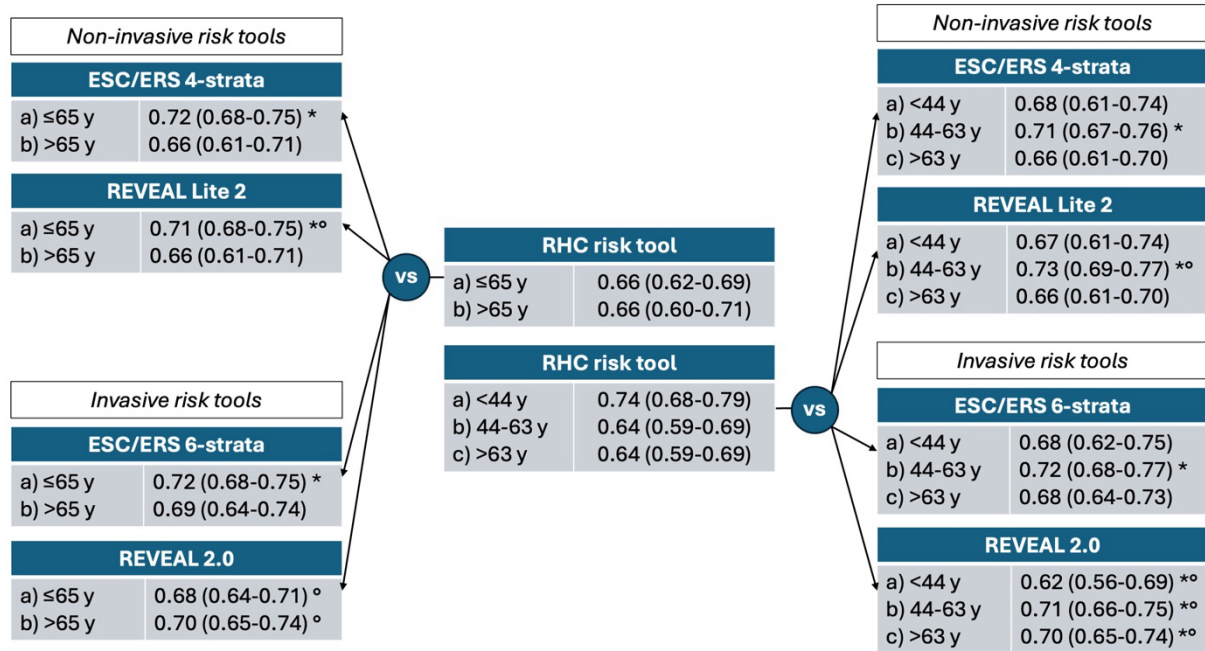 Non-invasive risk tools
ESC/ERS 4-strata
a) ≤65 y 0.72 (0.68-0.75) *
b) >65 y 0.66 (0.61-0.71)
REVEAL Lite 2
a) ≤65 y 0.71 (0.68-0.75) *°
b) >65 y 0.66 (0.61-0.71)
Invasive risk tools
ESC/ERS 6-strata
a) ≤65 y 0.72 (0.68-0.75) *
b) >65 y 0.69 (0.64-0.74)
REVEAL 2.0
a) ≤65 y 0.68 (0.64-0.71) °
b) >65 y 0.70 (0.65-0.74) °
vs
RHC risk tool
a) ≤65 y 0.66 (0.62-0.69)
b) >65 y 0.66 (0.60-0.71)
RHC risk tool
a) <44 y 0.74 (0.68-0.79)
b) 44-63 y 0.64 (0.59-0.69)
c) >63 y 0.64 (0.59-0.69)
vs
Non-invasive risk tools
ESC/ERS 4-strata
a) <44 y 0.68 (0.61-0.74)
b) 44-63 y 0.71 (0.67-0.76) *
c) >63 y 0.66 (0.61-0.70)
REVEAL Lite 2
a) <44 y 0.67 (0.61-0.74)
b) 44-63 y 0.73 (0.69-0.77) *°
c) >63 y 0.66 (0.61-0.70)
Invasive risk tools
ESC/ERS 6-strata
a) <44 y 0.68 (0.62-0.75)
b) 44-63 y 0.72 (0.68-0.77) *
c) >63 y 0.68 (0.64-0.73)
REVEAL 2.0
a) <44 y 0.62 (0.56-0.69) *°
b) 44-63 y 0.71 (0.66-0.75) *°
c) >63 y 0.70 (0.65-0.74) *°